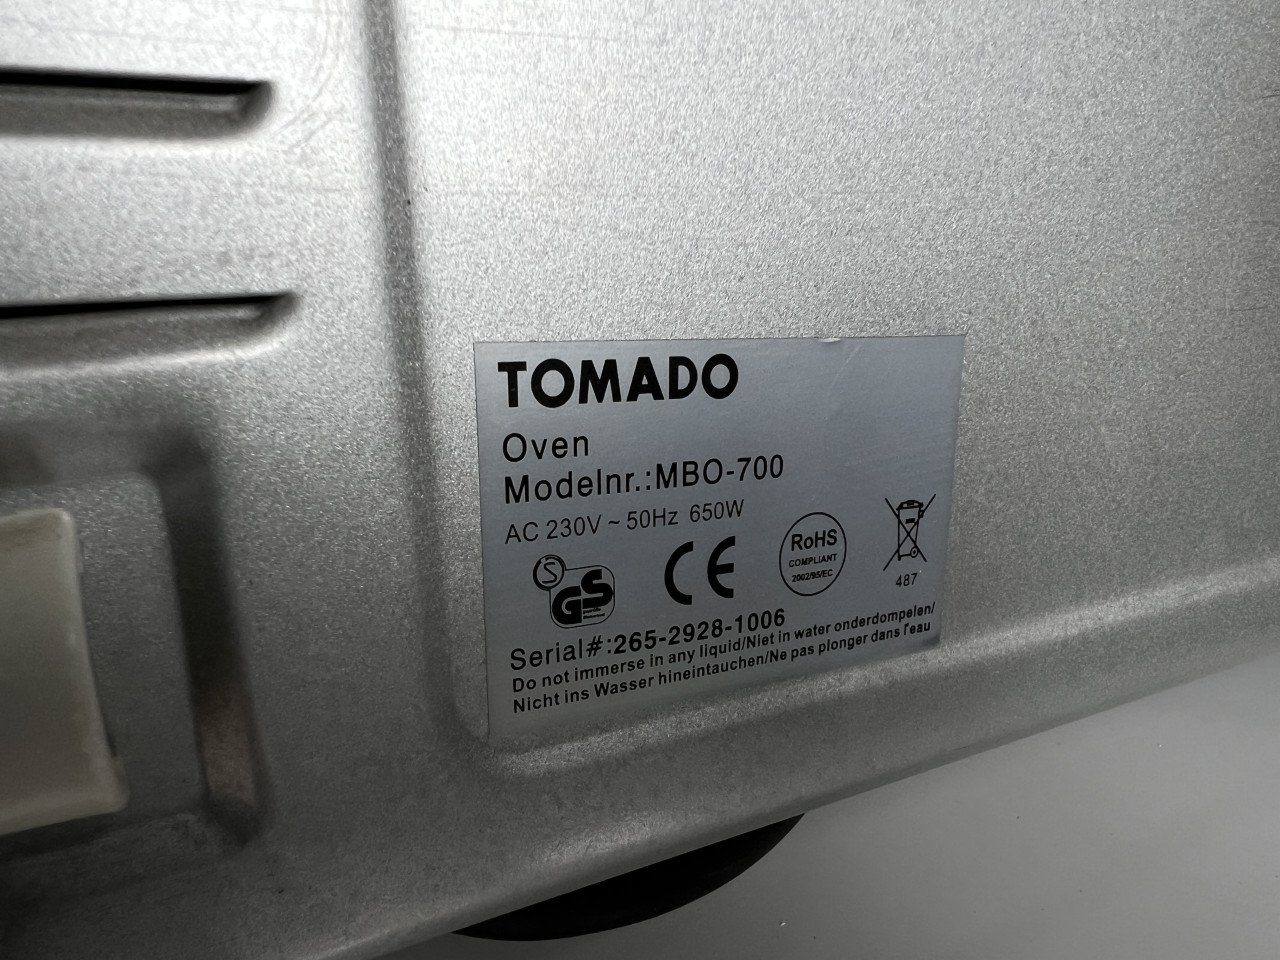 TOMADO
Oven
Modelnr.:MBO-700
AC 230V ~ 50Hz 650W
S
GS
CE
RoHS
COMPLIANT
2002/95/EC
487
Serial#:265-2928-1006
Do not immerse in any liquid/Niet in water onderdompelen/
Nicht ins Wasser hineintauchen/Ne pas plonger dans l'eau